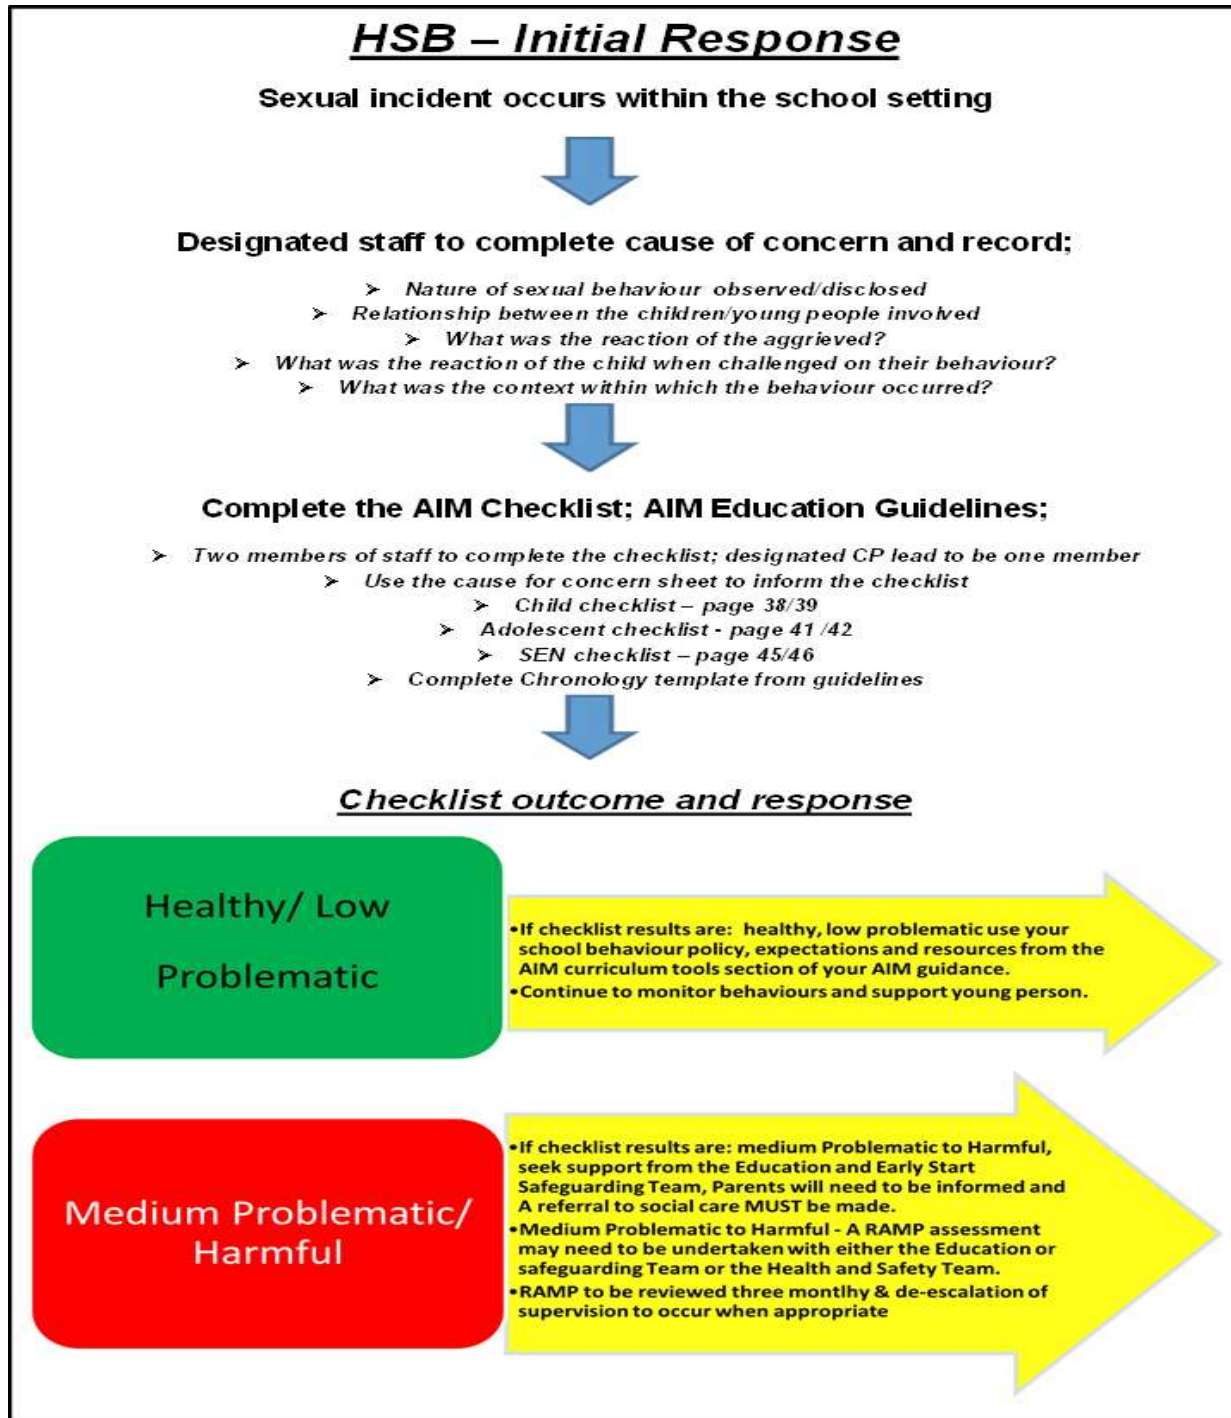 HSB – Initial Response
Sexual incident occurs within the school setting
Designated staff to complete cause of concern and record;
➤ Nature of sexual behaviour observed/disclosed
➤ Relationship between the children/young people involved
➤ What was the reaction of the aggrieved?
➤ What was the reaction of the child when challenged on their behaviour?
➤ What was the context within which the behaviour occurred?
Complete the AIM Checklist; AIM Education Guidelines;
➤ Two members of staff to complete the checklist; designated CP lead to be one member
➤ Use the cause for concern sheet to inform the checklist
➤ Child checklist – page 38/39
➤ Adolescent checklist - page 41 /42
➤ SEN checklist – page 45/46
➤ Complete Chronology template from guidelines
Checklist outcome and response
Healthy/ Low
Problematic
•If checklist results are: healthy, low problematic use your
school behaviour policy, expectations and resources from the
AIM curriculum tools section of your AIM guidance.
•Continue to monitor behaviours and support young person.
Medium Problematic/
Harmful
•If checklist results are: medium Problematic to Harmful,
seek support from the Education and Early Start
Safeguarding Team, Parents will need to be informed and
A referral to social care MUST be made.
•Medium Problematic to Harmful - A RAMP assessment
may need to be undertaken with either the Education or
safeguarding Team or the Health and Safety Team.
•RAMP to be reviewed three montlhy & de-escalation of
supervision to occur when appropriate